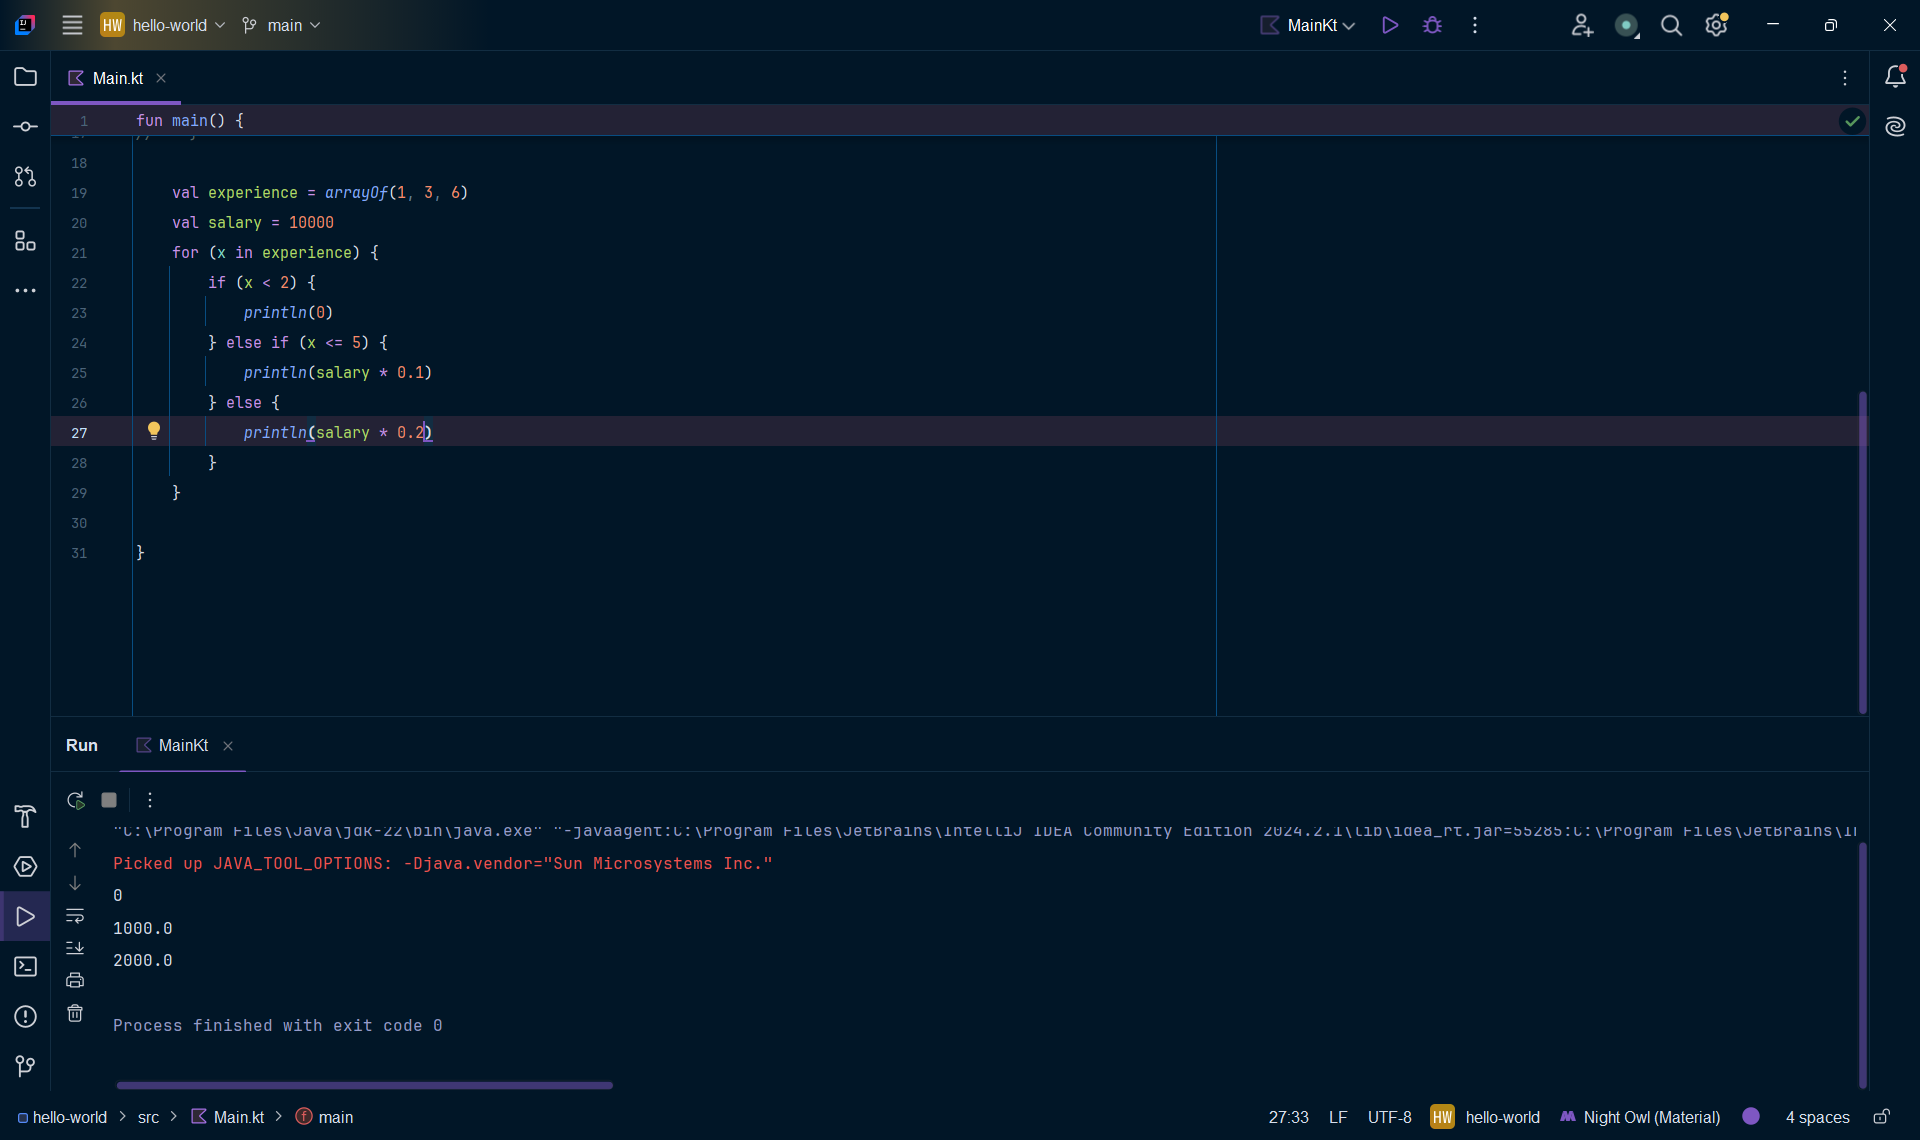 HW hello-world main MainKt
Main.kt
1 fun main() {
18
19 val experience = arrayOf(1, 3, 6)
20 val salary = 10000
21 for (x in experience) {
22 if (x < 2) {
23 println(0)
24 } else if (x <= 5) {
25 println(salary * 0.1)
26 } else {
27 println(salary * 0.2)
28 }
29 }
30
31 }
Run MainKt
"C:\Program Files\Java\jdk-22\bin\java.exe" "-javaagent:C:\Program Files\JetBrains\IntelliJ IDEA Community Edition 2024.2.1\lib\idea_rt.jar=55285:C:\Program Files\JetBrains\
Picked up JAVA_TOOL_OPTIONS: -Djava.vendor="Sun Microsystems Inc."
0
1000.0
2000.0
Process finished with exit code 0
hello-world > src > Main.kt > f main 27:33 LF UTF-8 HW hello-world Night Owl (Material) 4 spaces